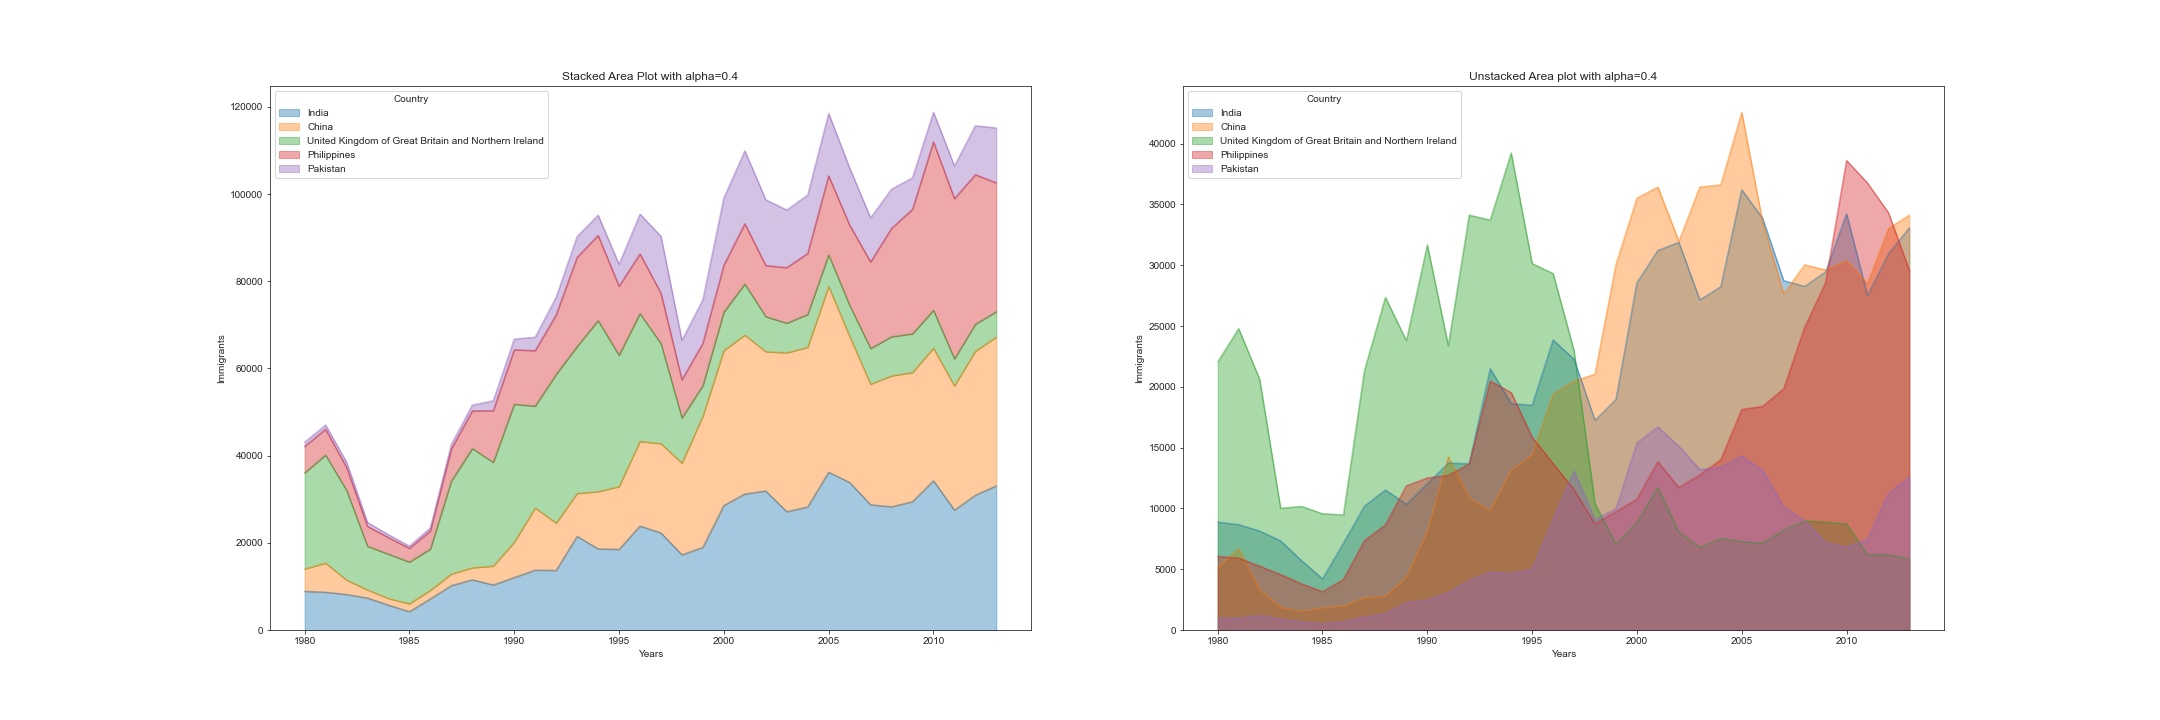 Stacked Area Plot with alpha=0.4
Country
India
China
United Kingdom of Great Britain and Northern Ireland
Philippines
Pakistan
120000
100000
80000
60000
40000
20000
0
Immigrants
1980 1985 1990 1995 2000 2005 2010
Years
Unstacked Area plot with alpha=0.4
Country
India
China
United Kingdom of Great Britain and Northern Ireland
Philippines
Pakistan
40000
35000
30000
25000
20000
15000
10000
5000
0
Immigrants
1980 1985 1990 1995 2000 2005 2010
Years